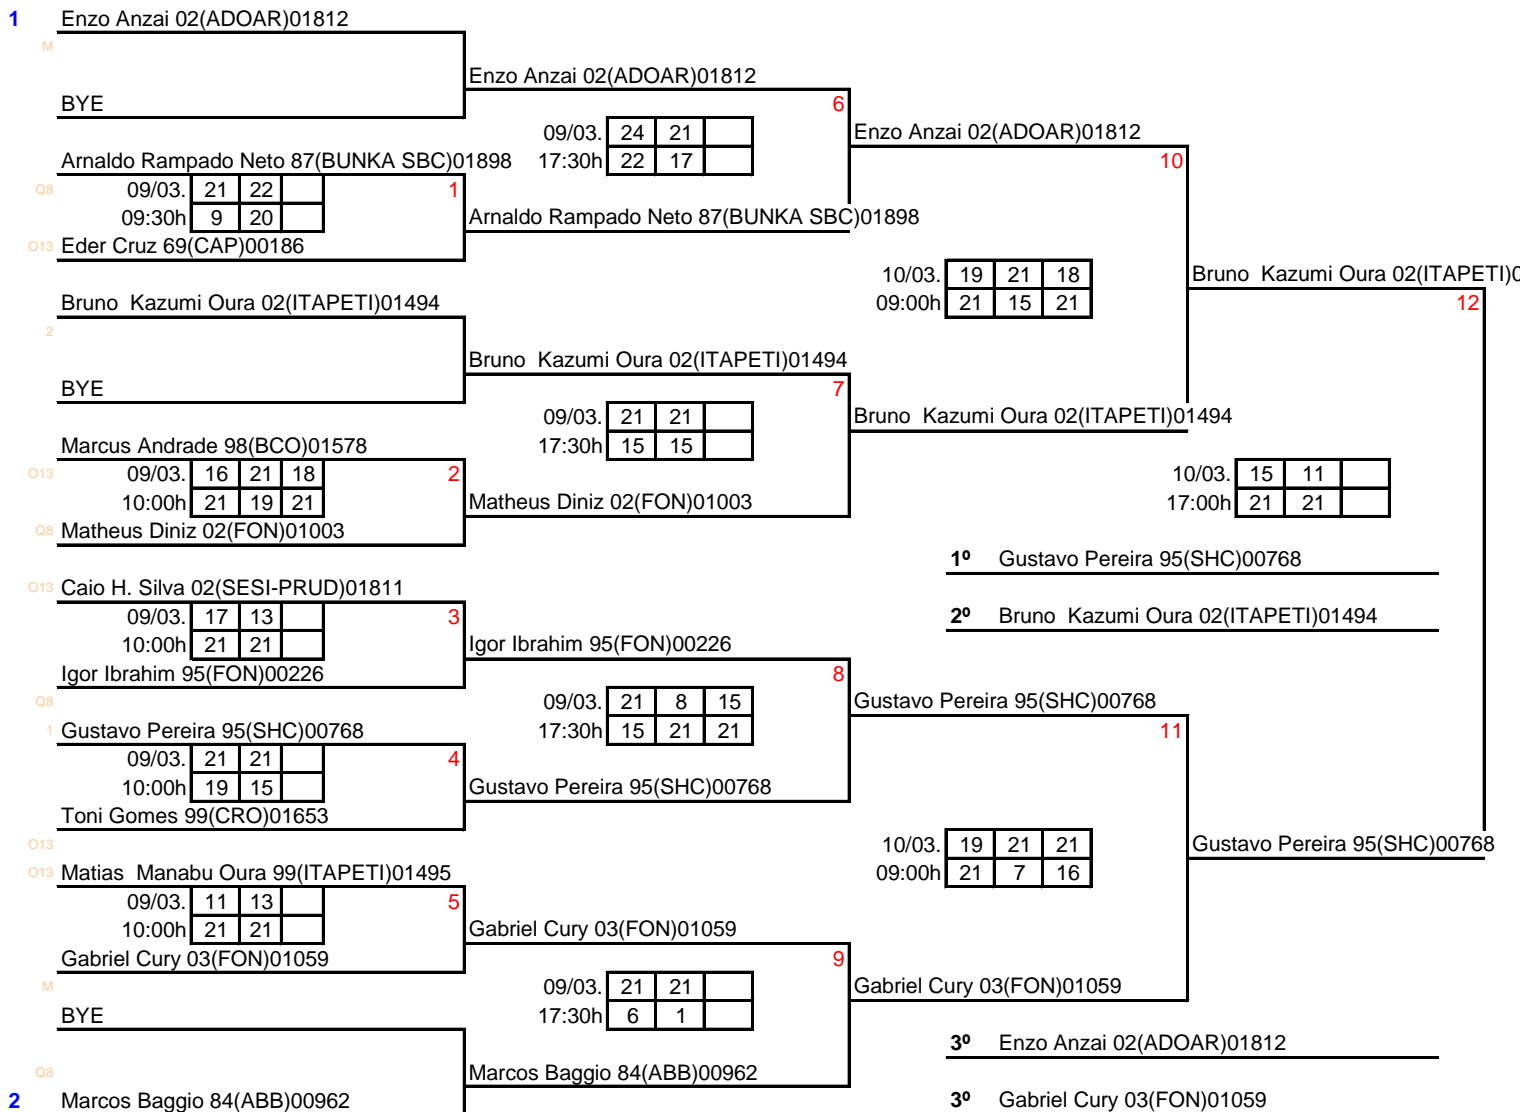 1 Enzo Anzai 02(ADOAR)01812
M
Enzo Anzai 02(ADOAR)01812
BYE
6
09/03. 24 21
Enzo Anzai 02(ADOAR)01812
17:30h 22 17
10
Arnaldo Rampado Neto 87(BUNKA SBC)01898
Q8 09/03. 21 22
1
09:30h 9 20
Arnaldo Rampado Neto 87(BUNKA SBC)01898
O13 Eder Cruz 69(CAP)00186
10/03. 19 21 18
Bruno Kazumi Oura 02(ITAPETI)0
09:00h 21 15 21
12
Bruno Kazumi Oura 02(ITAPETI)01494
2
Bruno Kazumi Oura 02(ITAPETI)01494
BYE
7
09/03. 21 21
Bruno Kazumi Oura 02(ITAPETI)01494
17:30h 15 15
Marcus Andrade 98(BCO)01578
O13 09/03. 16 21 18
2
10:00h 21 19 21
10/03. 15 11
17:00h 21 21
Matheus Diniz 02(FON)01003
Q8 Matheus Diniz 02(FON)01003
1º Gustavo Pereira 95(SHC)00768
O13 Caio H. Silva 02(SESI-PRUD)01811
2º Bruno Kazumi Oura 02(ITAPETI)01494
09/03. 17 13
3
10:00h 21 21
Igor Ibrahim 95(FON)00226
Igor Ibrahim 95(FON)00226
8
Q8
09/03. 21 8 15
Gustavo Pereira 95(SHC)00768
17:30h 15 21 21
11
1 Gustavo Pereira 95(SHC)00768
09/03. 21 21
4
10:00h 19 15
Gustavo Pereira 95(SHC)00768
Toni Gomes 99(CRO)01653
O13
10/03. 19 21 21
Gustavo Pereira 95(SHC)00768
09:00h 21 7 16
O13 Matias Manabu Oura 99(ITAPETI)01495
09/03. 11 13
5
10:00h 21 21
Gabriel Cury 03(FON)01059
Gabriel Cury 03(FON)01059
9
M
09/03. 21 21
Gabriel Cury 03(FON)01059
17:30h 6 1
BYE
3º Enzo Anzai 02(ADOAR)01812
Q8
Marcos Baggio 84(ABB)00962
2 Marcos Baggio 84(ABB)00962
3º Gabriel Cury 03(FON)01059